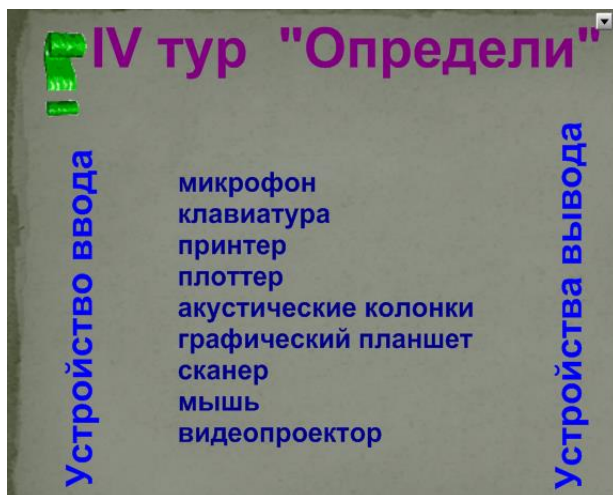 IV тур "Определи"
Устройство ввода
микрофон
клавиатура
принтер
плоттер
акустические колонки
графический планшет
сканер
мышь
видеопроектор
Устройства вывода